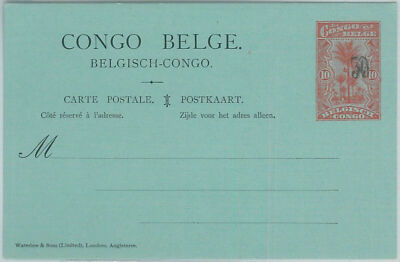 CONGO BELGE.
BELGISCH-CONGO.
CARTE POSTALE. POSTKAART.
Côté réservé à l'adresse. Zijde voor het adres alleen.
M
Waterlow & Sons (Limited), London, Angleterre.
CONGO BELGE
50
10 10
BELGISCH CONGO